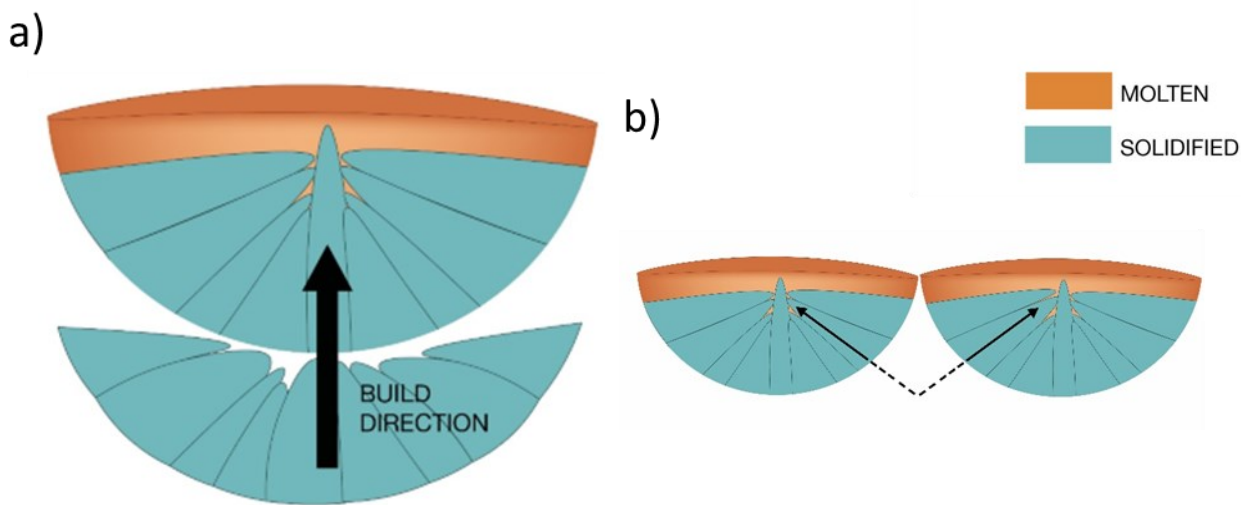 a)
MOLTEN
b)
SOLIDIFIED
BUILD
DIRECTION